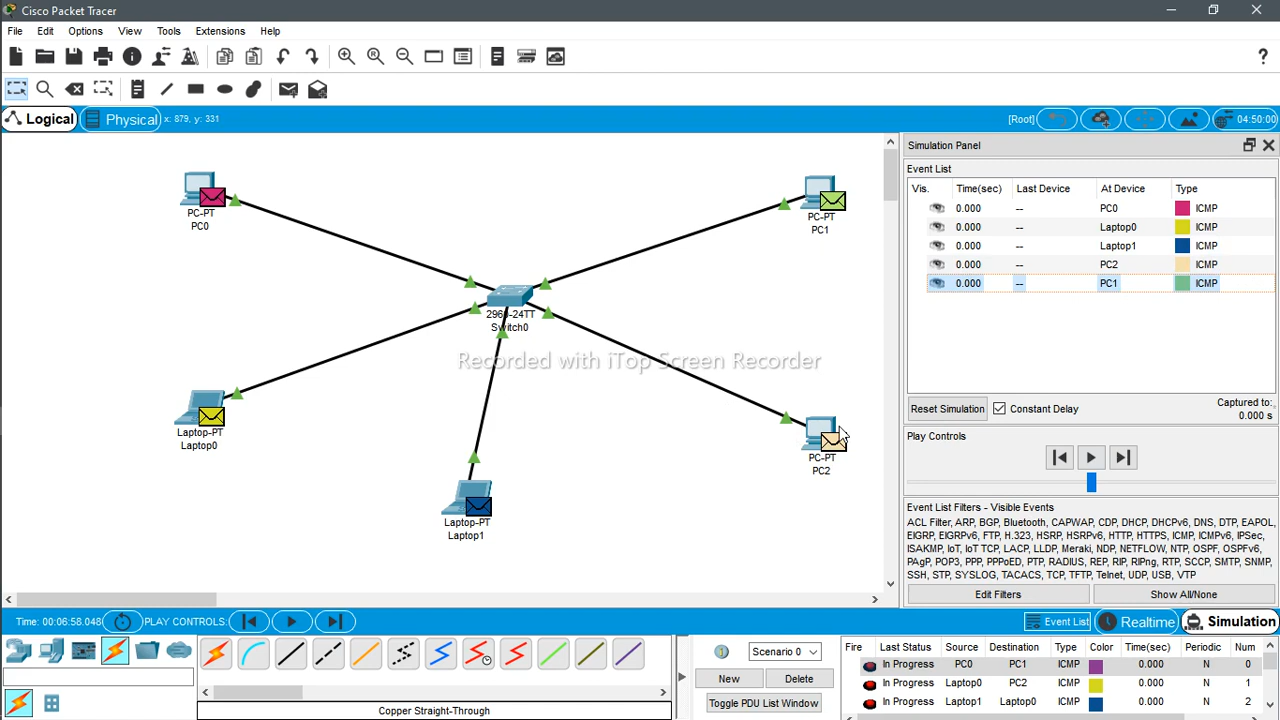 Cisco Packet Tracer
File Edit Options View Tools Extensions Help
Logical Physical x: 879, y: 331 [Root] 04:50:00
PC-PT
PC0
PC-PT
PC1
2960-24TT
Switch0
Recorded with iTop Screen Recorder
Laptop-PT
Laptop0
PC-PT
PC2
Laptop-PT
Laptop1
Simulation Panel
Event List
Vis. Time(sec) Last Device At Device Type
0.000 -- PC0 ICMP
0.000 -- Laptop0 ICMP
0.000 -- Laptop1 ICMP
0.000 -- PC2 ICMP
0.000 -- PC1 ICMP
Reset Simulation Constant Delay Captured to:
0.000 s
Play Controls
Event List Filters - Visible Events
ACL Filter, ARP, BGP, Bluetooth, CAPWAP, CDP, DHCP, DHCPv6, DNS, DTP, EAPOL,
EIGRP, EIGRPv6, FTP, H.323, HSRP, HSRPv6, HTTP, HTTPS, ICMP, ICMPv6, IPSec,
ISAKMP, IoT, IoT TCP, LACP, LLDP, Meraki, NDP, NETFLOW, NTP, OSPF, OSPFv6,
PAgP, POP3, PPP, PPPoED, PTP, RADIUS, REP, RIP, RIPng, RTP, SCCP, SMTP, SNMP,
SSH, STP, SYSLOG, TACACS, TCP, TFTP, Telnet, UDP, USB, VTP
Edit Filters Show All/None
Time: 00:06:58.048 PLAY CONTROLS: Event List Realtime Simulation
Copper Straight-Through
Scenario 0
New Delete
Toggle PDU List Window
Fire Last Status Source Destination Type Color Time(sec) Periodic Num
In Progress PC0 PC1 ICMP 0.000 N 0
In Progress Laptop0 PC2 ICMP 0.000 N 1
In Progress Laptop1 Laptop0 ICMP 0.000 N 2